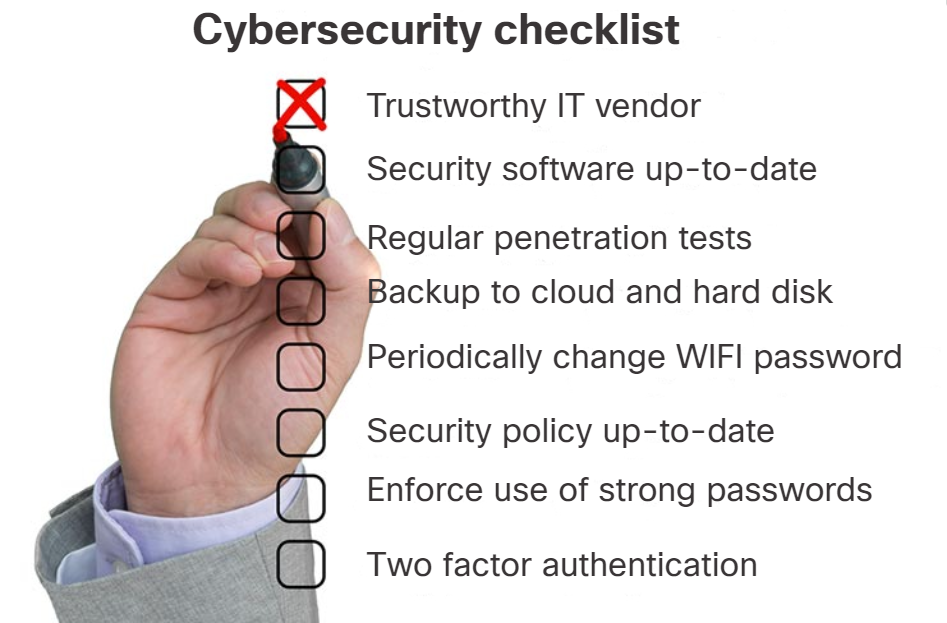 Cybersecurity checklist
Trustworthy IT vendor
Security software up-to-date
Regular penetration tests
Backup to cloud and hard disk
Periodically change WIFI password
Security policy up-to-date
Enforce use of strong passwords
Two factor authentication